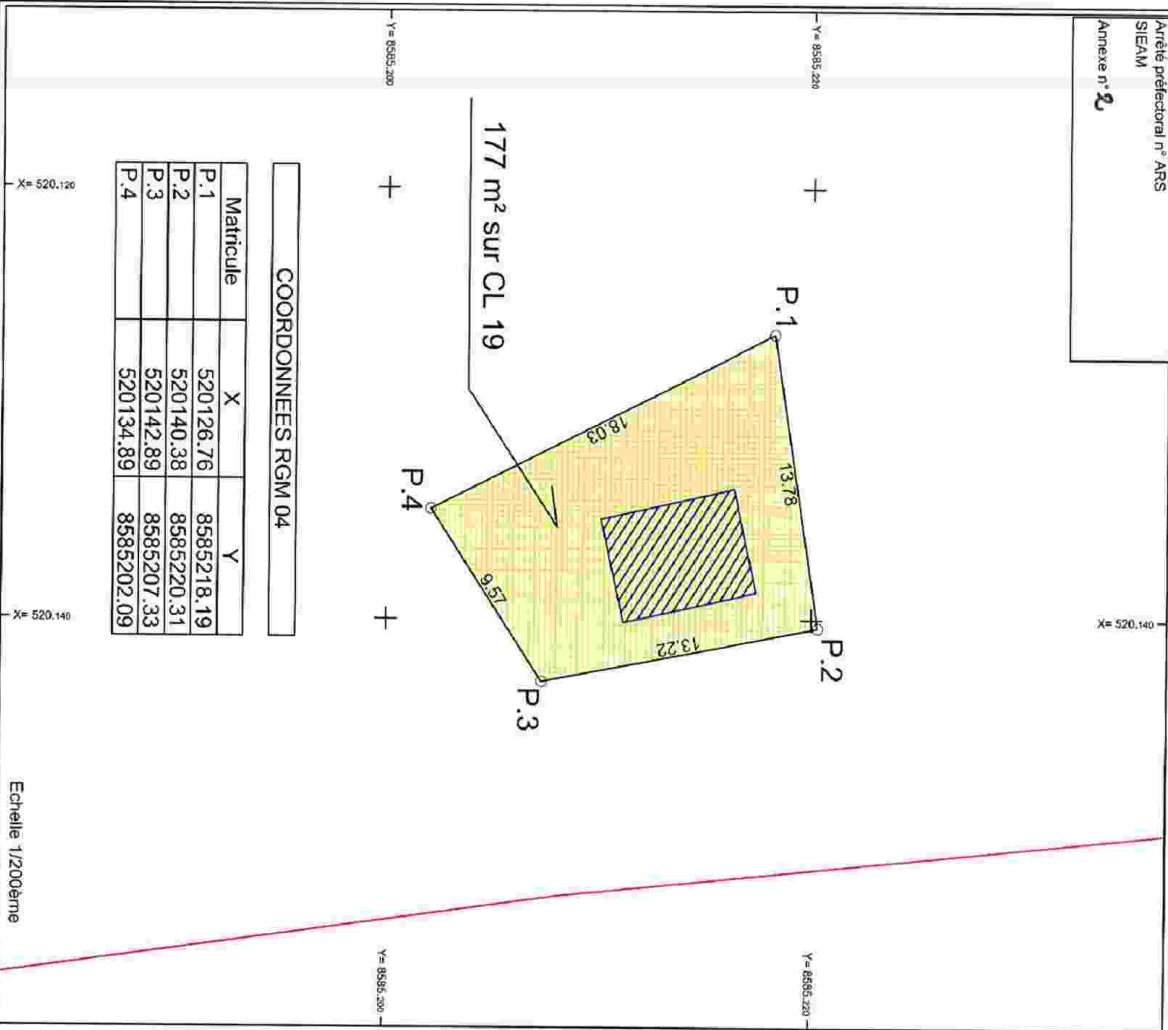 Arrêté préfectoral n° ARS
SIEAM
Annexe n° 2
Y= 8585.220
Y= 8585.200
X= 520.120
X= 520.140
X= 520.140
Y= 8585.220
Y= 8585.200
P.1
P.2
P.3
P.4
13.78
13.22
9.57
18.03
177 m² sur CL 19
COORDONNEES RGM 04
Matricule X Y
P.1 520126.76 8585218.19
P.2 520140.38 8585220.31
P.3 520142.89 8585207.33
P.4 520134.89 8585202.09
Echelle 1/200ème